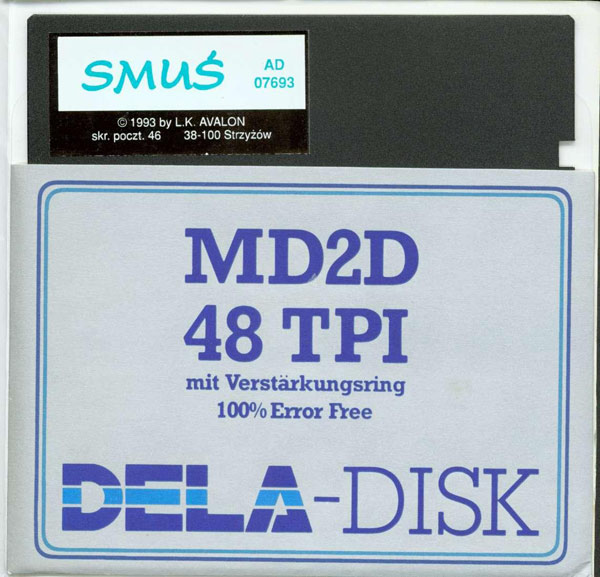 SMUŚ
AD
07693
© 1993 by L.K. AVALON
skr. poczt. 46 38-100 Strzyżów
MD2D
48 TPI
mit Verstärkungsring
100% Error Free
DELA-DISK